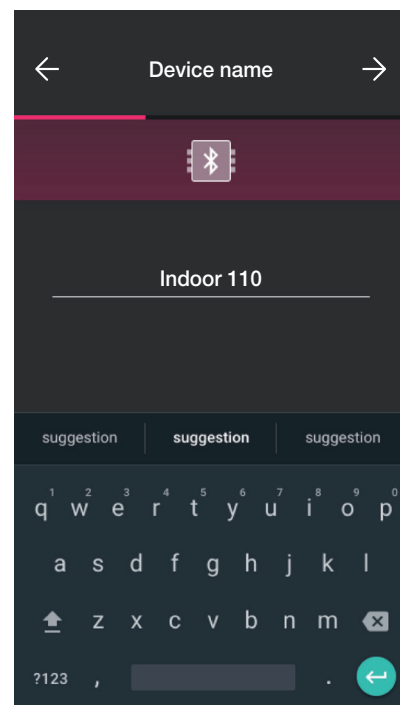 Device name
Indoor 110
suggestion suggestion suggestion
1 2 3 4 5 6 7 8 9 0
q w e r t y u i o p
a s d f g h j k l
z x c v b n m
?123 , .